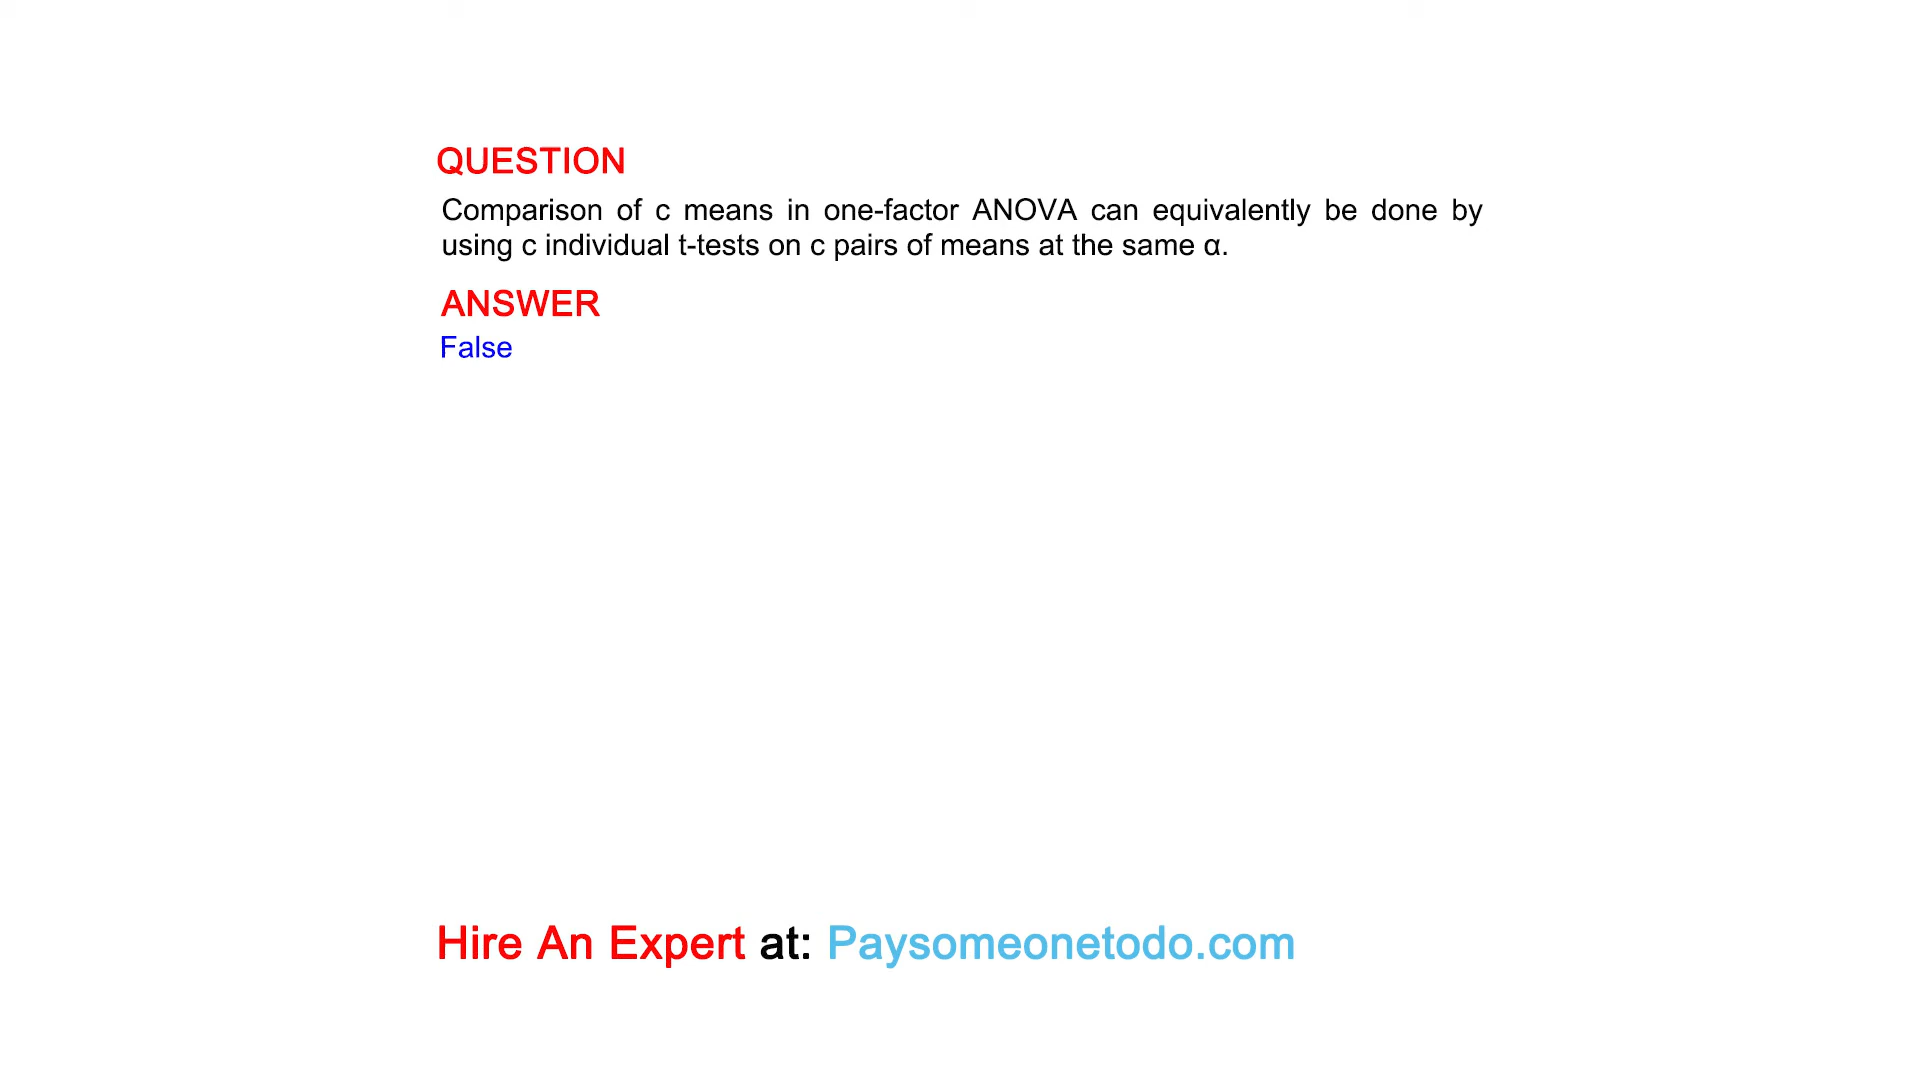 QUESTION
Comparison of c means in one-factor ANOVA can equivalently be done by
using c individual t-tests on c pairs of means at the same α.
ANSWER
False
Hire An Expert at: Paysomeonetodo.com